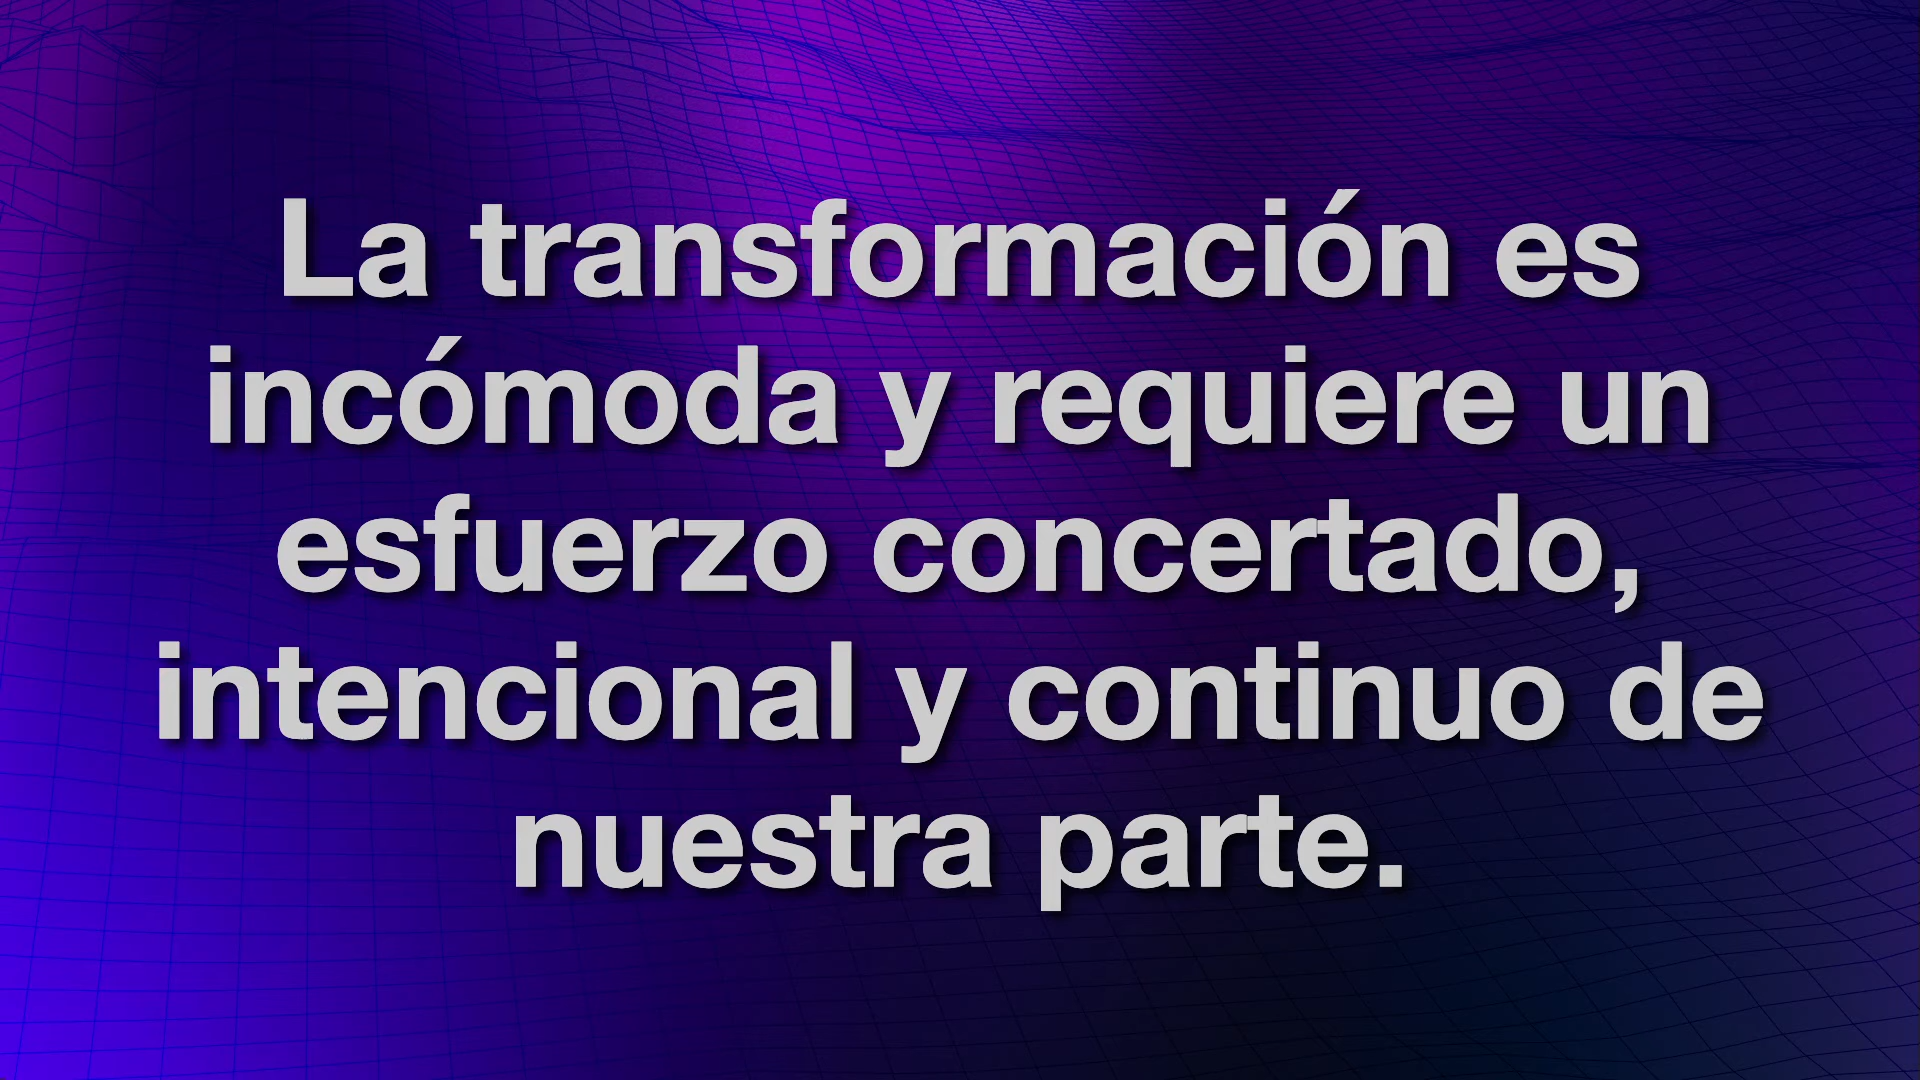 La transformación es
incómoda y requiere un
esfuerzo concertado,
intencional y continuo de
nuestra parte.